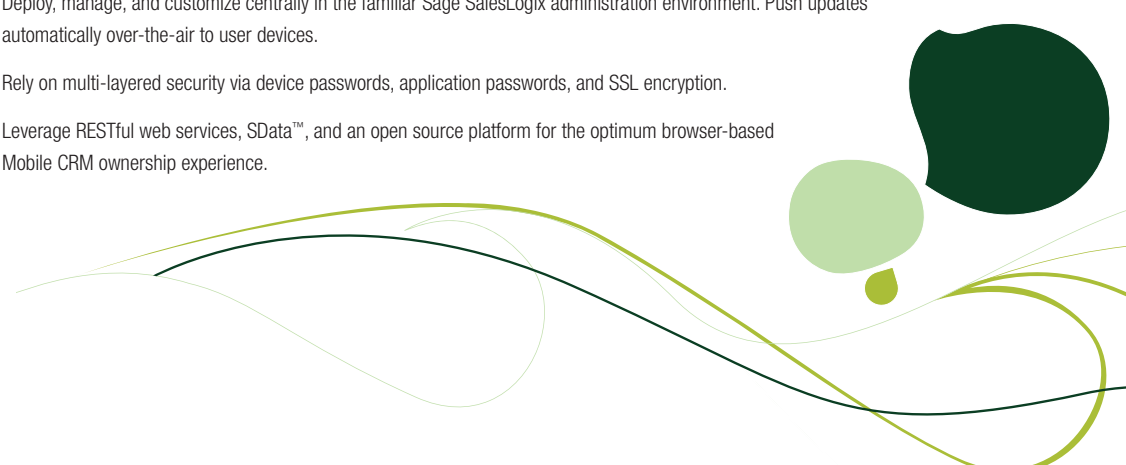 Deploy, manage, and customize centrally in the familiar Sage SalesLogix administration environment. Push updates
automatically over-the-air to user devices.
Rely on multi-layered security via device passwords, application passwords, and SSL encryption.
Leverage RESTful web services, SData™, and an open source platform for the optimum browser-based
Mobile CRM ownership experience.